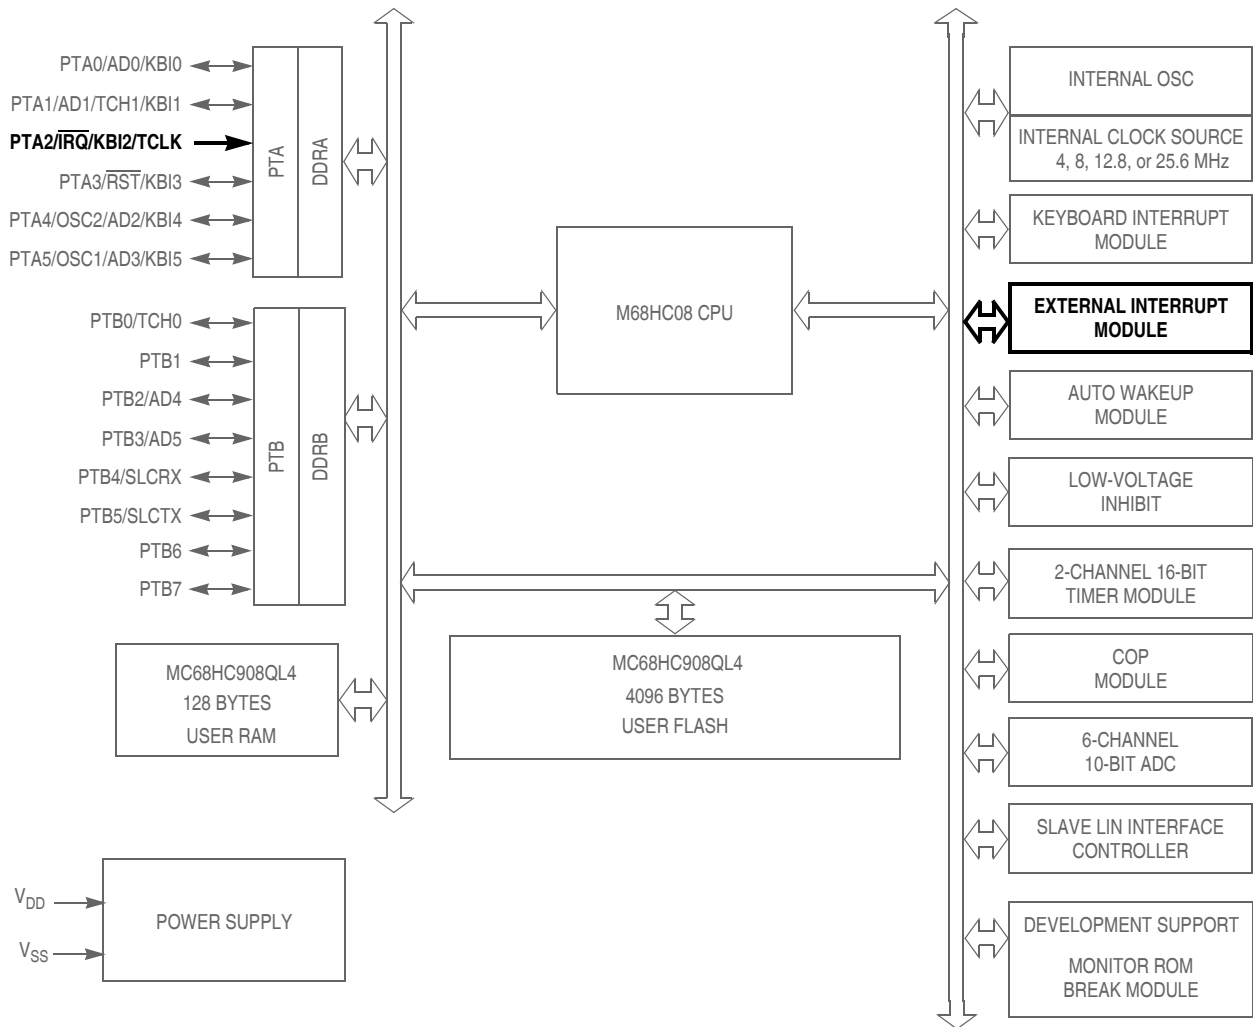 PTA0/AD0/KBI0
PTA1/AD1/TCH1/KBI1
PTA2/IRQ/KBI2/TCLK
PTA3/RST/KBI3
PTA4/OSC2/AD2/KBI4
PTA5/OSC1/AD3/KBI5
PTA
DDRA
PTB0/TCH0
PTB1
PTB2/AD4
PTB3/AD5
PTB4/SLCRX
PTB5/SLCTX
PTB6
PTB7
PTB
DDRB
MC68HC908QL4
128 BYTES
USER RAM
VDD
VSS
POWER SUPPLY
M68HC08 CPU
MC68HC908QL4
4096 BYTES
USER FLASH
INTERNAL OSC
INTERNAL CLOCK SOURCE
4, 8, 12.8, or 25.6 MHz
KEYBOARD INTERRUPT
MODULE
EXTERNAL INTERRUPT
MODULE
AUTO WAKEUP
MODULE
LOW-VOLTAGE
INHIBIT
2-CHANNEL 16-BIT
TIMER MODULE
COP
MODULE
6-CHANNEL
10-BIT ADC
SLAVE LIN INTERFACE
CONTROLLER
DEVELOPMENT SUPPORT
MONITOR ROM
BREAK MODULE